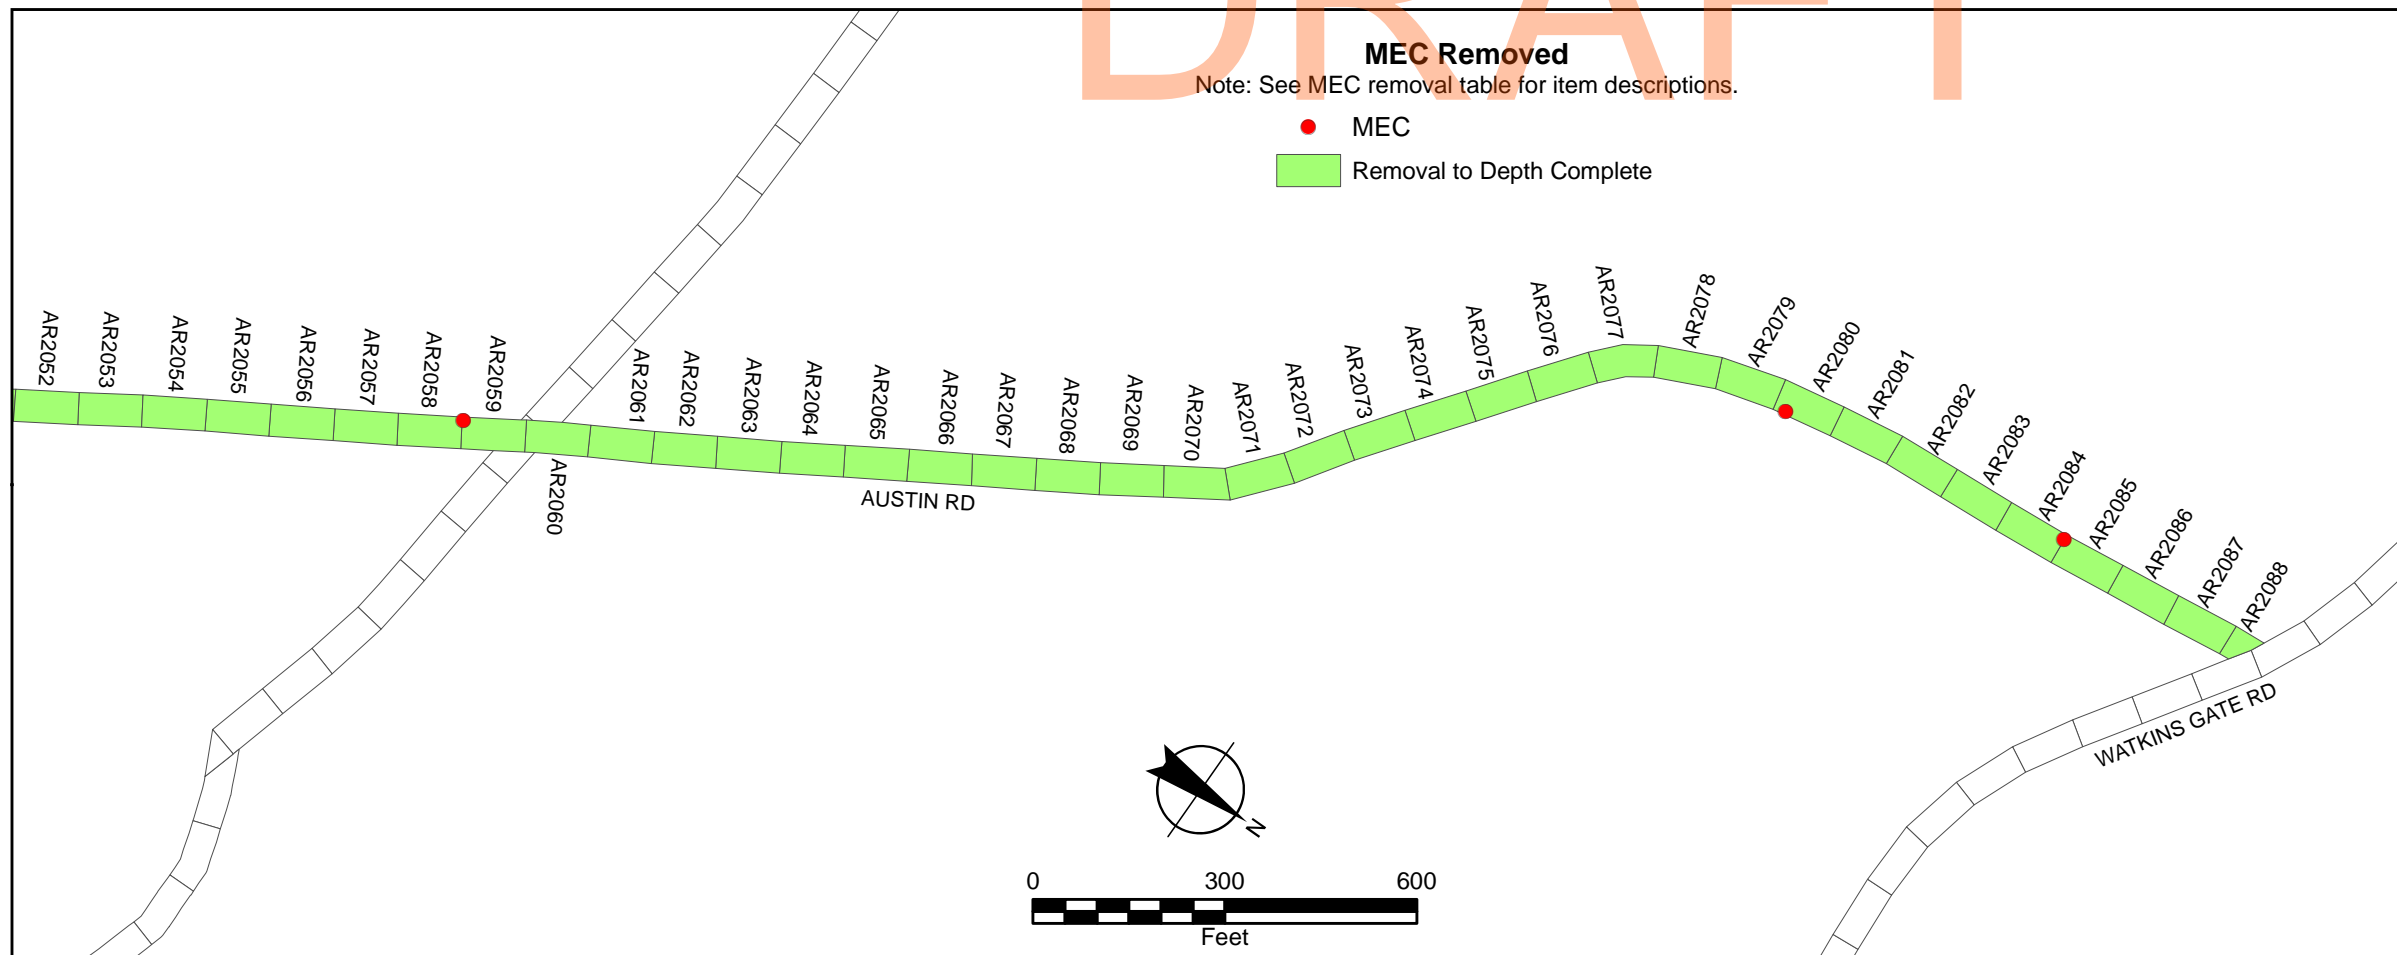 DRAFT
MEC Removed
Note: See MEC removal table for item descriptions.
MEC
Removal to Depth Complete
AR2052
AR2053
AR2054
AR2055
AR2056
AR2057
AR2058
AR2059
AR2060
AR2061
AR2062
AR2063
AR2064
AR2065
AR2066
AR2067
AR2068
AR2069
AR2070
AR2071
AR2072
AR2073
AR2074
AR2075
AR2076
AR2077
AR2078
AR2079
AR2080
AR2081
AR2082
AR2083
AR2084
AR2085
AR2086
AR2087
AR2088
AUSTIN RD
WATKINS GATE RD
N
0 300 600
Feet